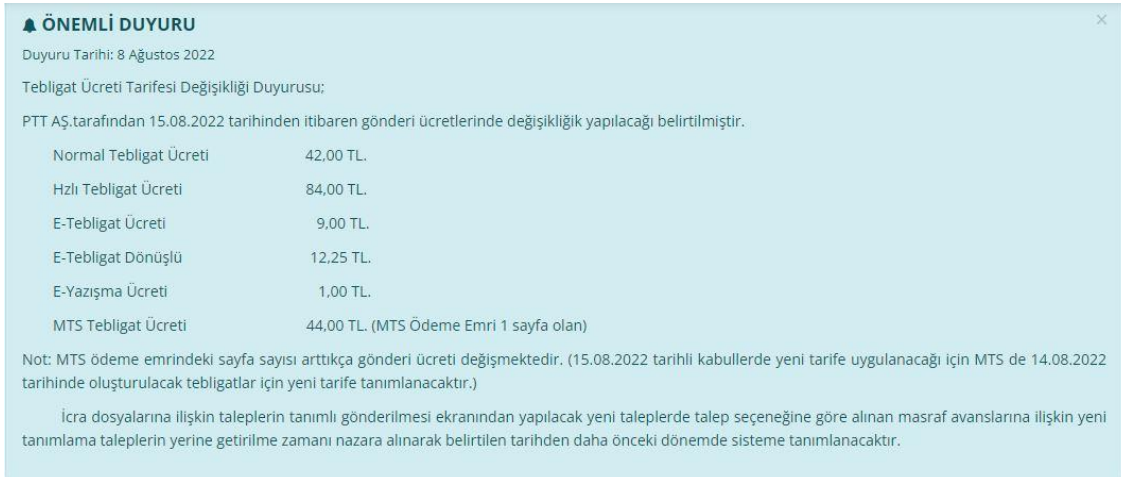 ÖNEMLİ DUYURU
Duyuru Tarihi: 8 Ağustos 2022
Tebligat Ücreti Tarifesi Değişikliği Duyurusu;
PTT AŞ.tarafından 15.08.2022 tarihinden itibaren gönderi ücretlerinde değişikliğik yapılacağı belirtilmiştir.
Normal Tebligat Ücreti 42,00 TL.
Hzlı Tebligat Ücreti 84,00 TL.
E-Tebligat Ücreti 9,00 TL.
E-Tebligat Dönüşlü 12,25 TL.
E-Yazışma Ücreti 1,00 TL.
MTS Tebligat Ücreti 44,00 TL. (MTS Ödeme Emri 1 sayfa olan)
Not: MTS ödeme emrindeki sayfa sayısı arttıkça gönderi ücreti değişmektedir. (15.08.2022 tarihli kabullerde yeni tarife uygulanacağı için MTS de 14.08.2022
tarihinde oluşturulacak tebligatlar için yeni tarife tanımlanacaktır.)
İcra dosyalarına ilişkin taleplerin tanımlı gönderilmesi ekranından yapılacak yeni taleplerde talep seçeneğine göre alınan masraf avanslarına ilişkin yeni
tanımlama taleplerin yerine getirilme zamanı nazara alınarak belirtilen tarihden daha önceki dönemde sisteme tanımlanacaktır.